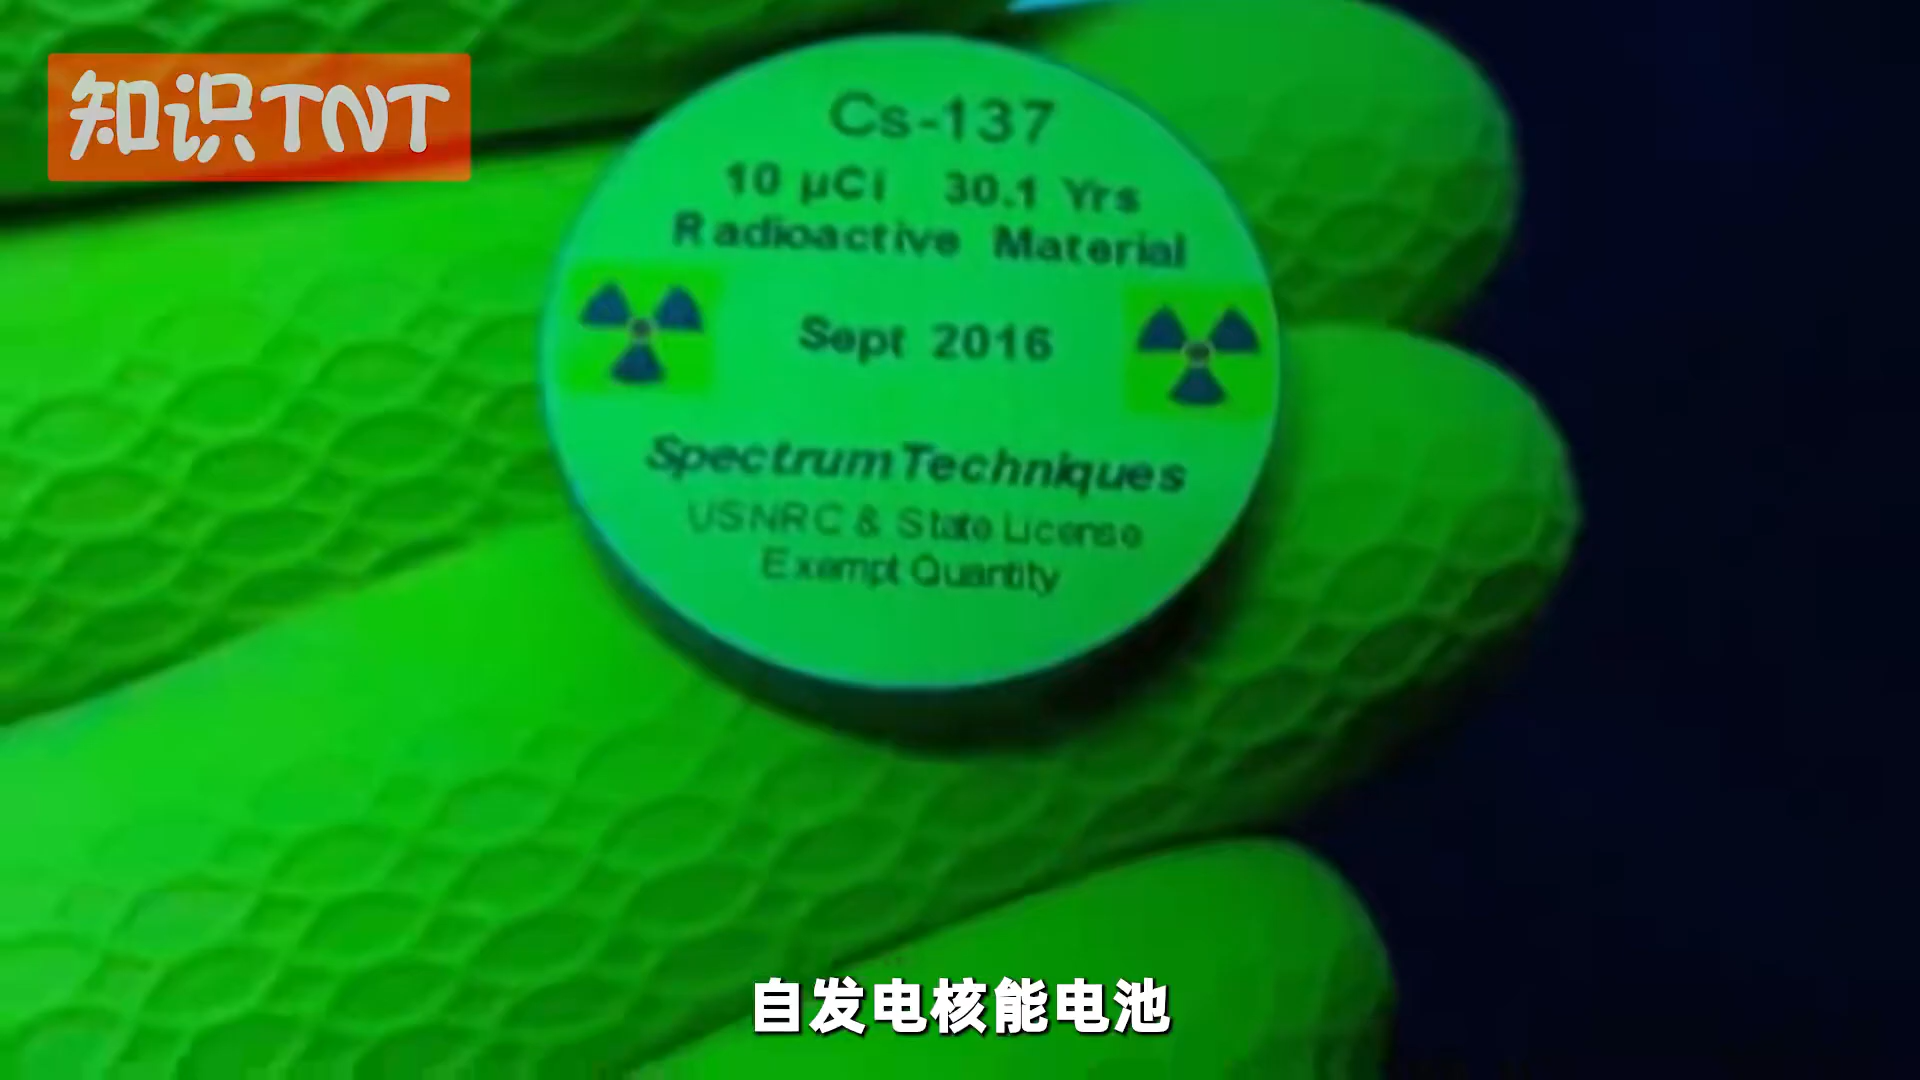 知识TNT
Cs-137
10 µCi 30.1 Yrs
Radioactive Material
Sept 2016
Spectrum Techniques
USNRC & State License
Exempt Quantity
自发电核能电池